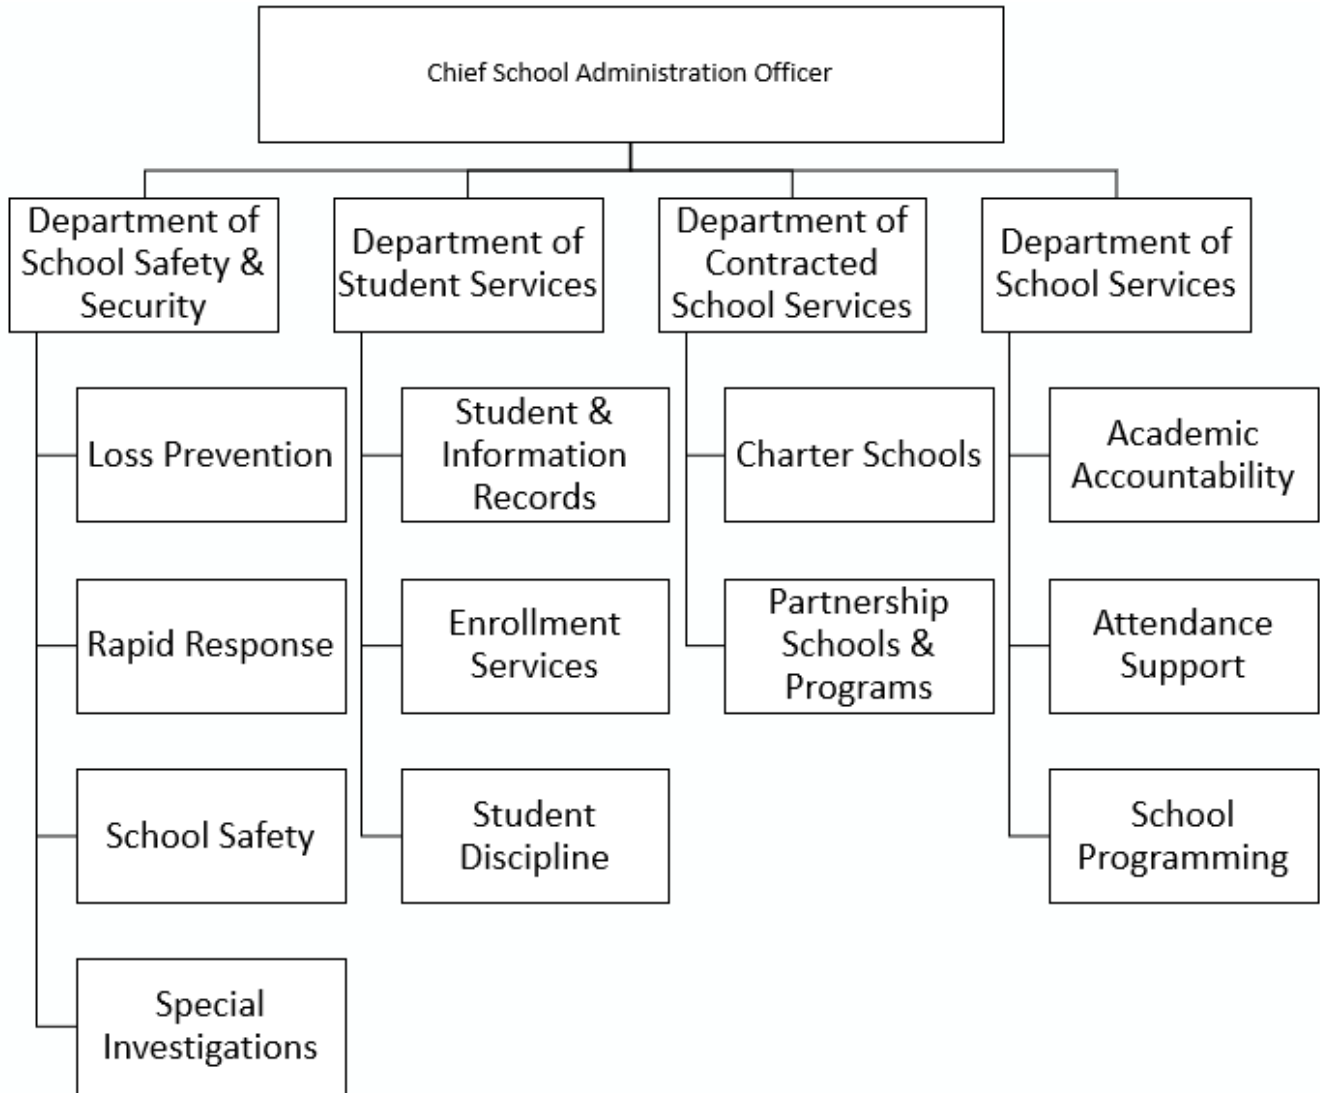 Chief School Administration Officer
Department of
School Safety &
Security
Department of
Student Services
Department of
Contracted
School Services
Department of
School Services
Loss Prevention
Rapid Response
School Safety
Special
Investigations
Student &
Information
Records
Enrollment
Services
Student
Discipline
Charter Schools
Partnership
Schools &
Programs
Academic
Accountability
Attendance
Support
School
Programming